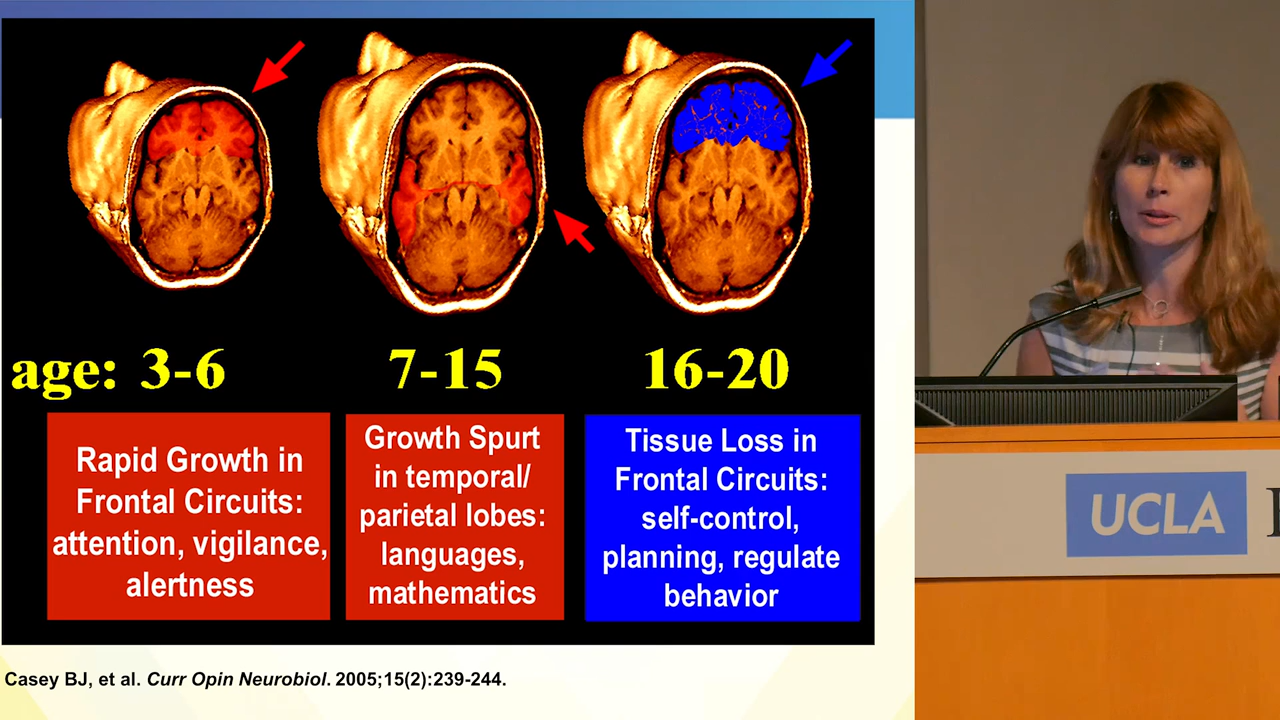 age: 3-6
7-15
16-20
Rapid Growth in
Frontal Circuits:
attention, vigilance,
alertness
Growth Spurt
in temporal/
parietal lobes:
languages,
mathematics
Tissue Loss in
Frontal Circuits:
self-control,
planning, regulate
behavior
Casey BJ, et al. Curr Opin Neurobiol. 2005;15(2):239-244.
UCLA